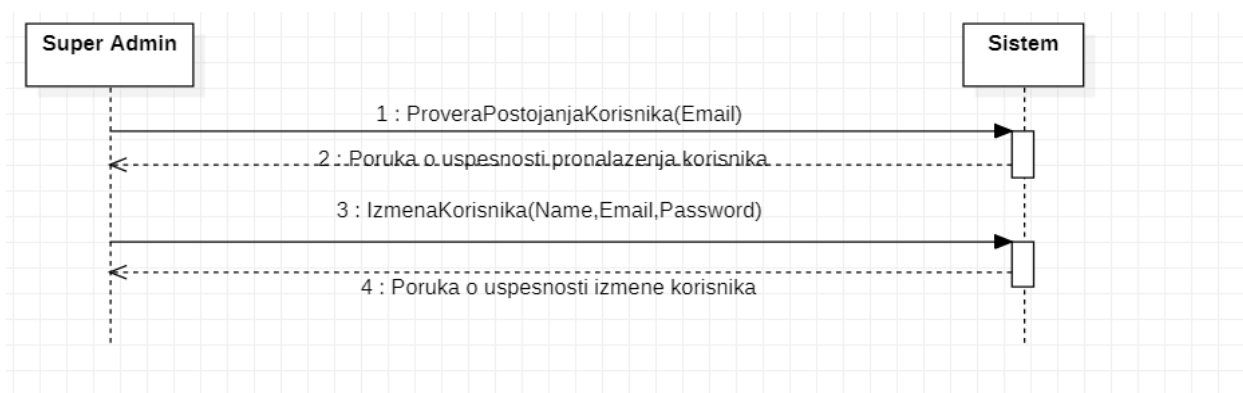 Super Admin
Sistem
1 : ProveraPostojanjaKorisnika(Email)
2 : Poruka o uspesnosti pronalazenja korisnika
3 : IzmenaKorisnika(Name,Email,Password)
4 : Poruka o uspesnosti izmene korisnika